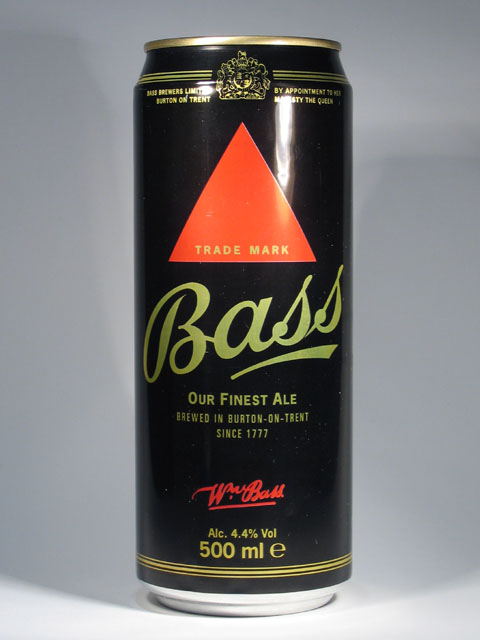 BASS BREWERS LIMITED
BURTON ON TRENT
BY APPOINTMENT TO HER
MAJESTY THE QUEEN
TRADE MARK
Bass
OUR FINEST ALE
BREWED IN BURTON-ON-TRENT
SINCE 1777
Wm Bass
Alc. 4.4% Vol
500 ml ℮